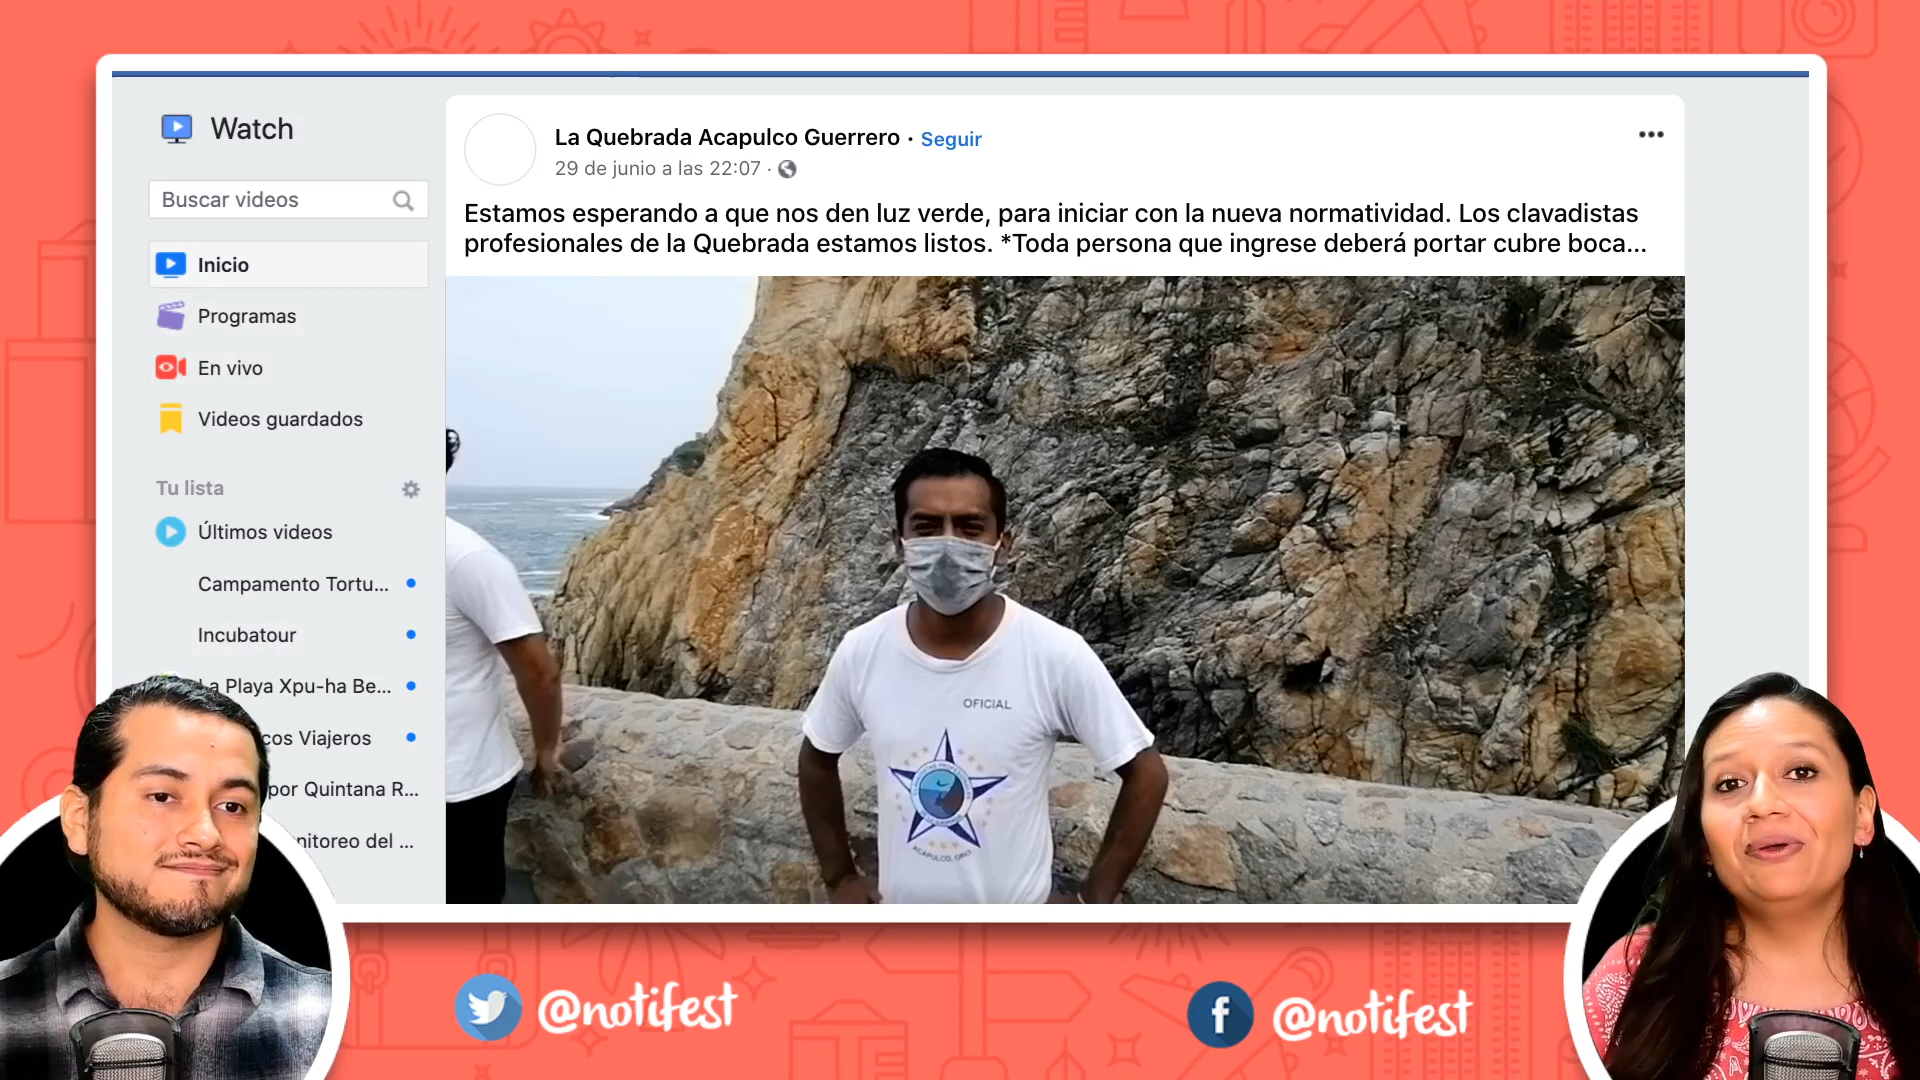 Watch
Buscar videos
Inicio
Programas
En vivo
Videos guardados
Tu lista
Últimos videos
Campamento Tortu...
Incubatour
La Playa Xpu-ha Be...
cos Viajeros
por Quintana R...
nitoreo del ...
La Quebrada Acapulco Guerrero · Seguir
29 de junio a las 22:07 ·
Estamos esperando a que nos den luz verde, para iniciar con la nueva normatividad. Los clavadistas
profesionales de la Quebrada estamos listos. *Toda persona que ingrese deberá portar cubre boca...
OFICIAL
ACAPULCO, GRO
@notifest
@notifest